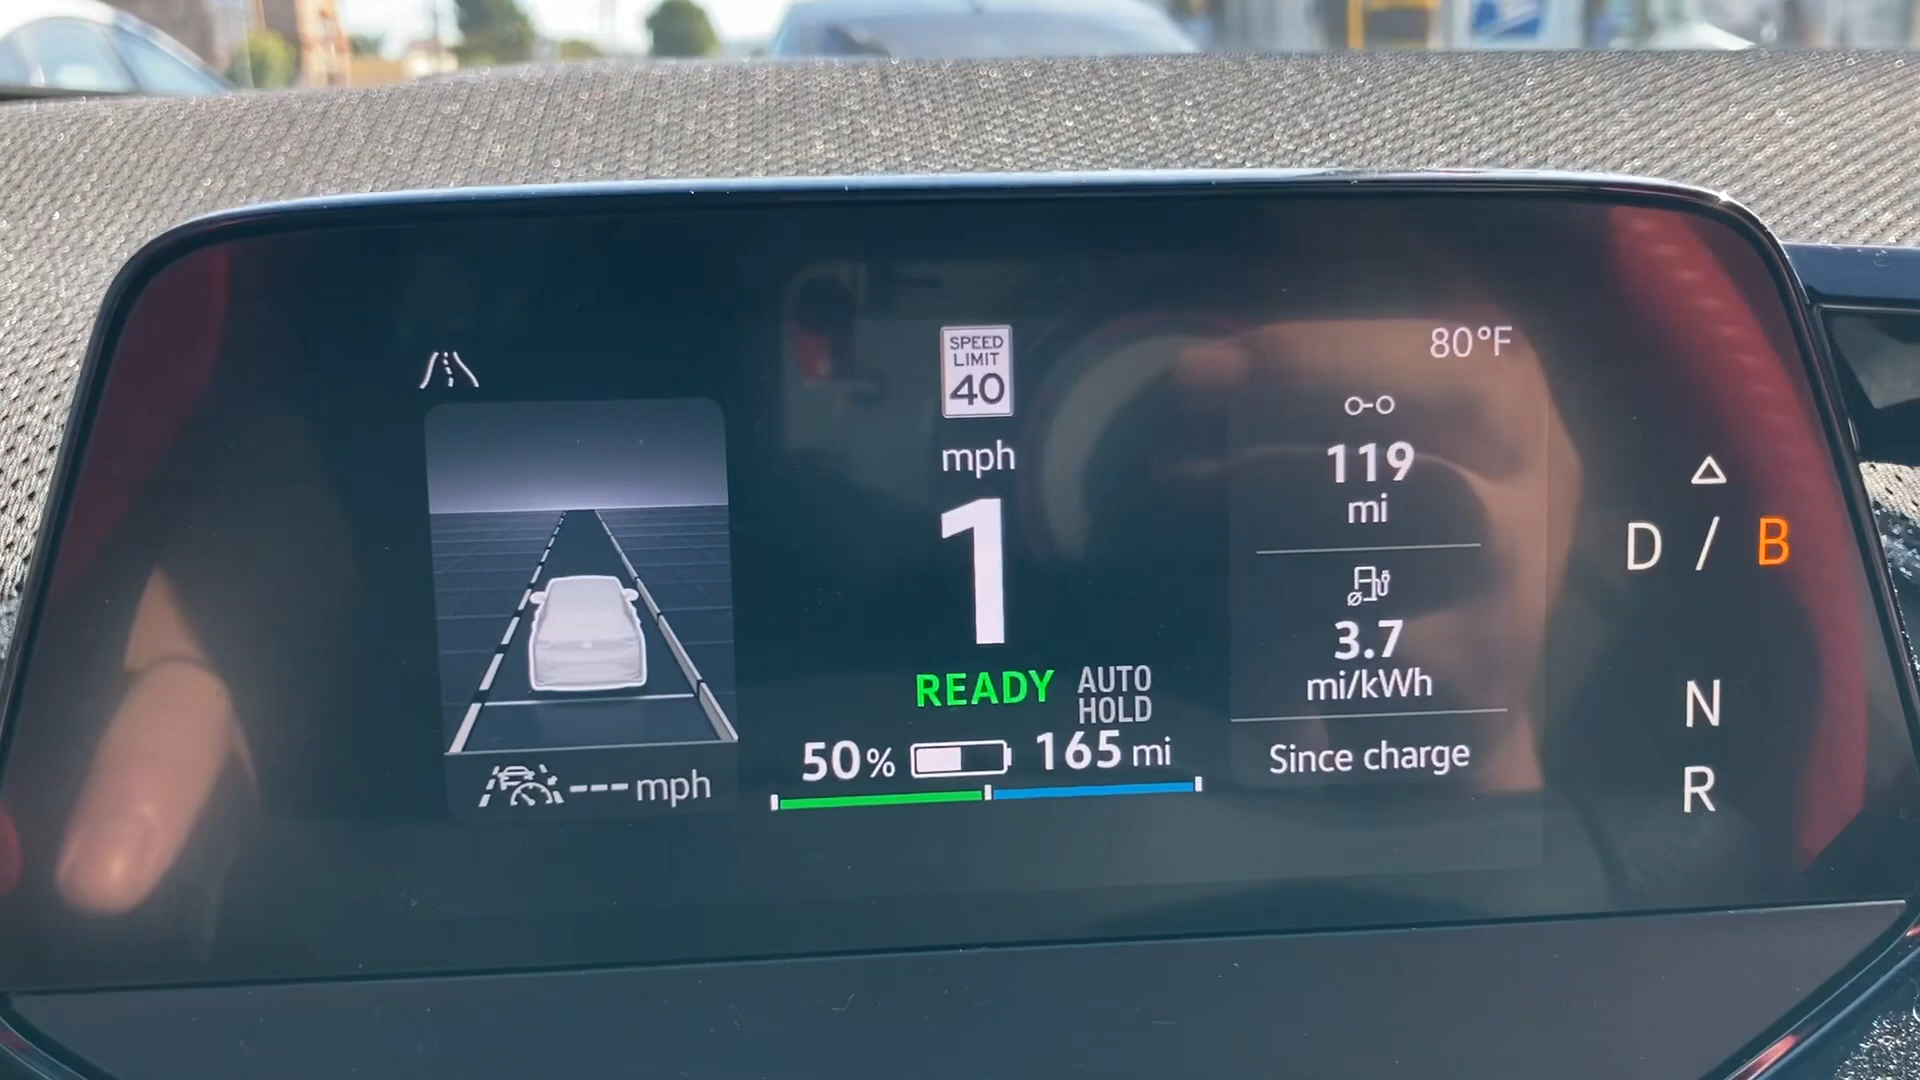 SPEED
LIMIT
40
80°F
mph
1
119
mi
3.7
mi/kWh
READY
AUTO
HOLD
50%
165 mi
Since charge
--- mph
D / B
N
R